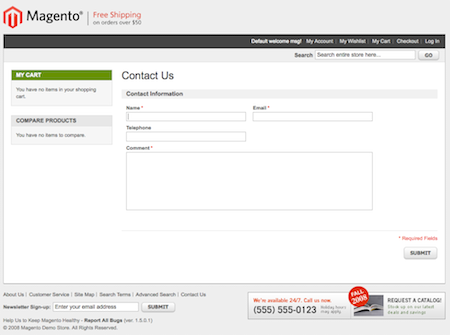 Magento®
Free Shipping
on orders over $50
Default welcome msg! My Account My Wishlist My Cart Checkout Log In
Search Search entire store here... GO
MY CART
You have no items in your shopping cart.
COMPARE PRODUCTS
You have no items to compare.
Contact Us
Contact Information
Name * Email *
Telephone
Comment *
* Required Fields
SUBMIT
About Us Customer Service Site Map Search Terms Advanced Search Contact Us
Newsletter Sign-up: Enter your email address SUBMIT
Help Us to Keep Magento Healthy - Report All Bugs (ver. 1.5.0.1)
© 2008 Magento Demo Store. All Rights Reserved.
We're available 24/7. Call us now.
(555) 555-0123
FALL
2008
REQUEST A CATALOG!